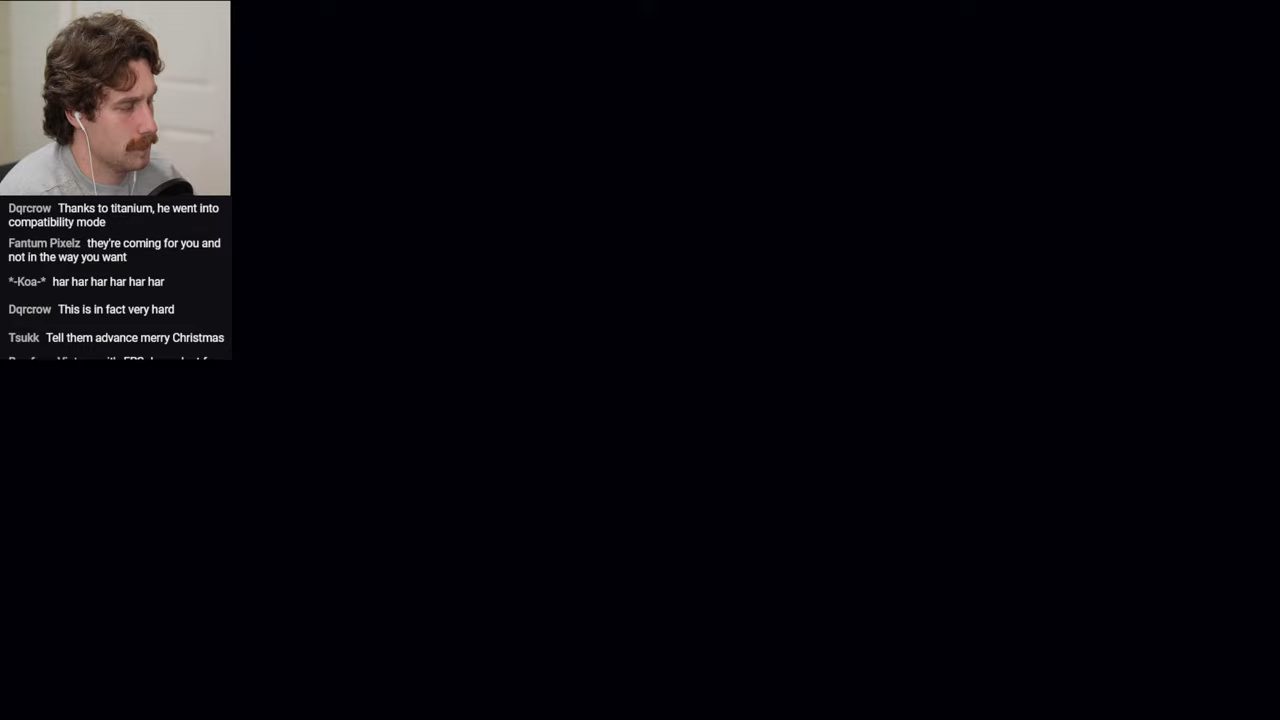 Dqrcrow Thanks to titanium, he went into
compatibility mode
Fantum Pixelz they're coming for you and
not in the way you want
*-Koa-* har har har har har har
Dqrcrow This is in fact very hard
Tsukk Tell them advance merry Christmas